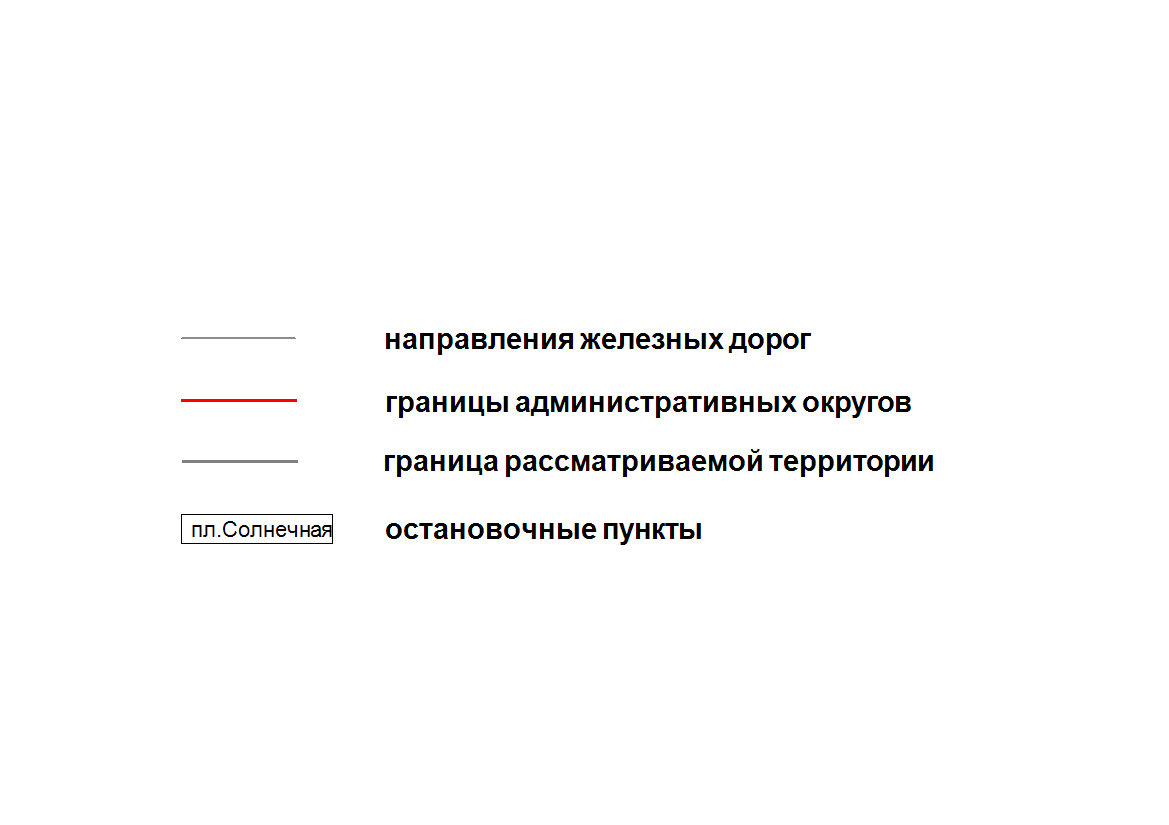 направления железных дорог
границы административных округов
граница рассматриваемой территории
пл.Солнечная остановочные пункты